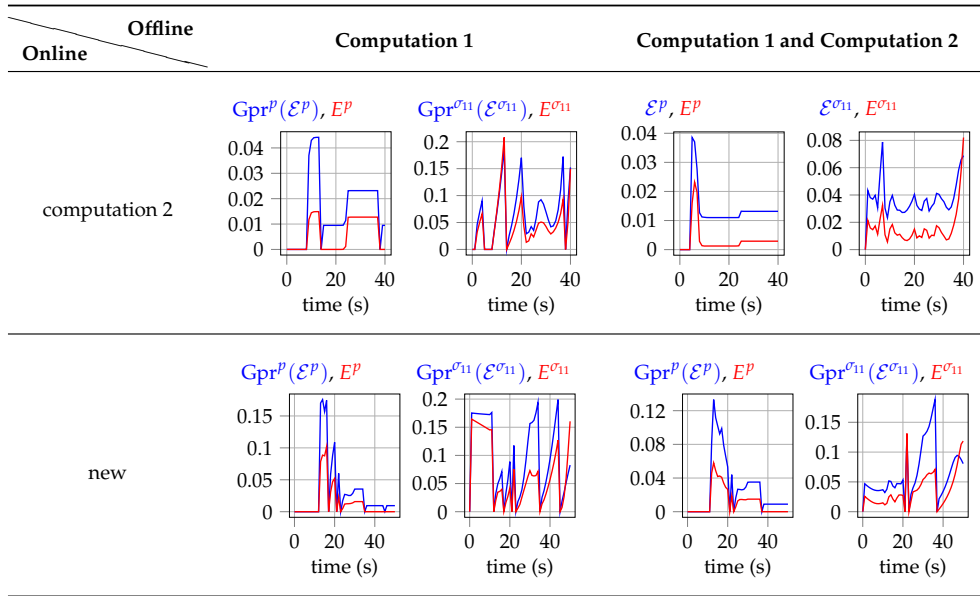 Offline
Online
Computation 1
Computation 1 and Computation 2
computation 2
Gpr^p(ℰ^p), E^p
0.04
0.03
0.02
0.01
0
0 20 40
time (s)
Gpr^σ11(ℰ^σ11), E^σ11
0.2
0.15
0.1
0.05
0
0 20 40
time (s)
ℰ^p, E^p
0.04
0.03
0.02
0.01
0
0 20 40
time (s)
ℰ^σ11, E^σ11
0.08
0.06
0.04
0.02
0
0 20 40
time (s)
new
Gpr^p(ℰ^p), E^p
0.15
0.1
0.05
0
0 20 40
time (s)
Gpr^σ11(ℰ^σ11), E^σ11
0.2
0.15
0.1
0.05
0
0 20 40
time (s)
Gpr^p(ℰ^p), E^p
0.12
0.08
0.04
0
0 20 40
time (s)
Gpr^σ11(ℰ^σ11), E^σ11
0.15
0.1
0.05
0
0 20 40
time (s)